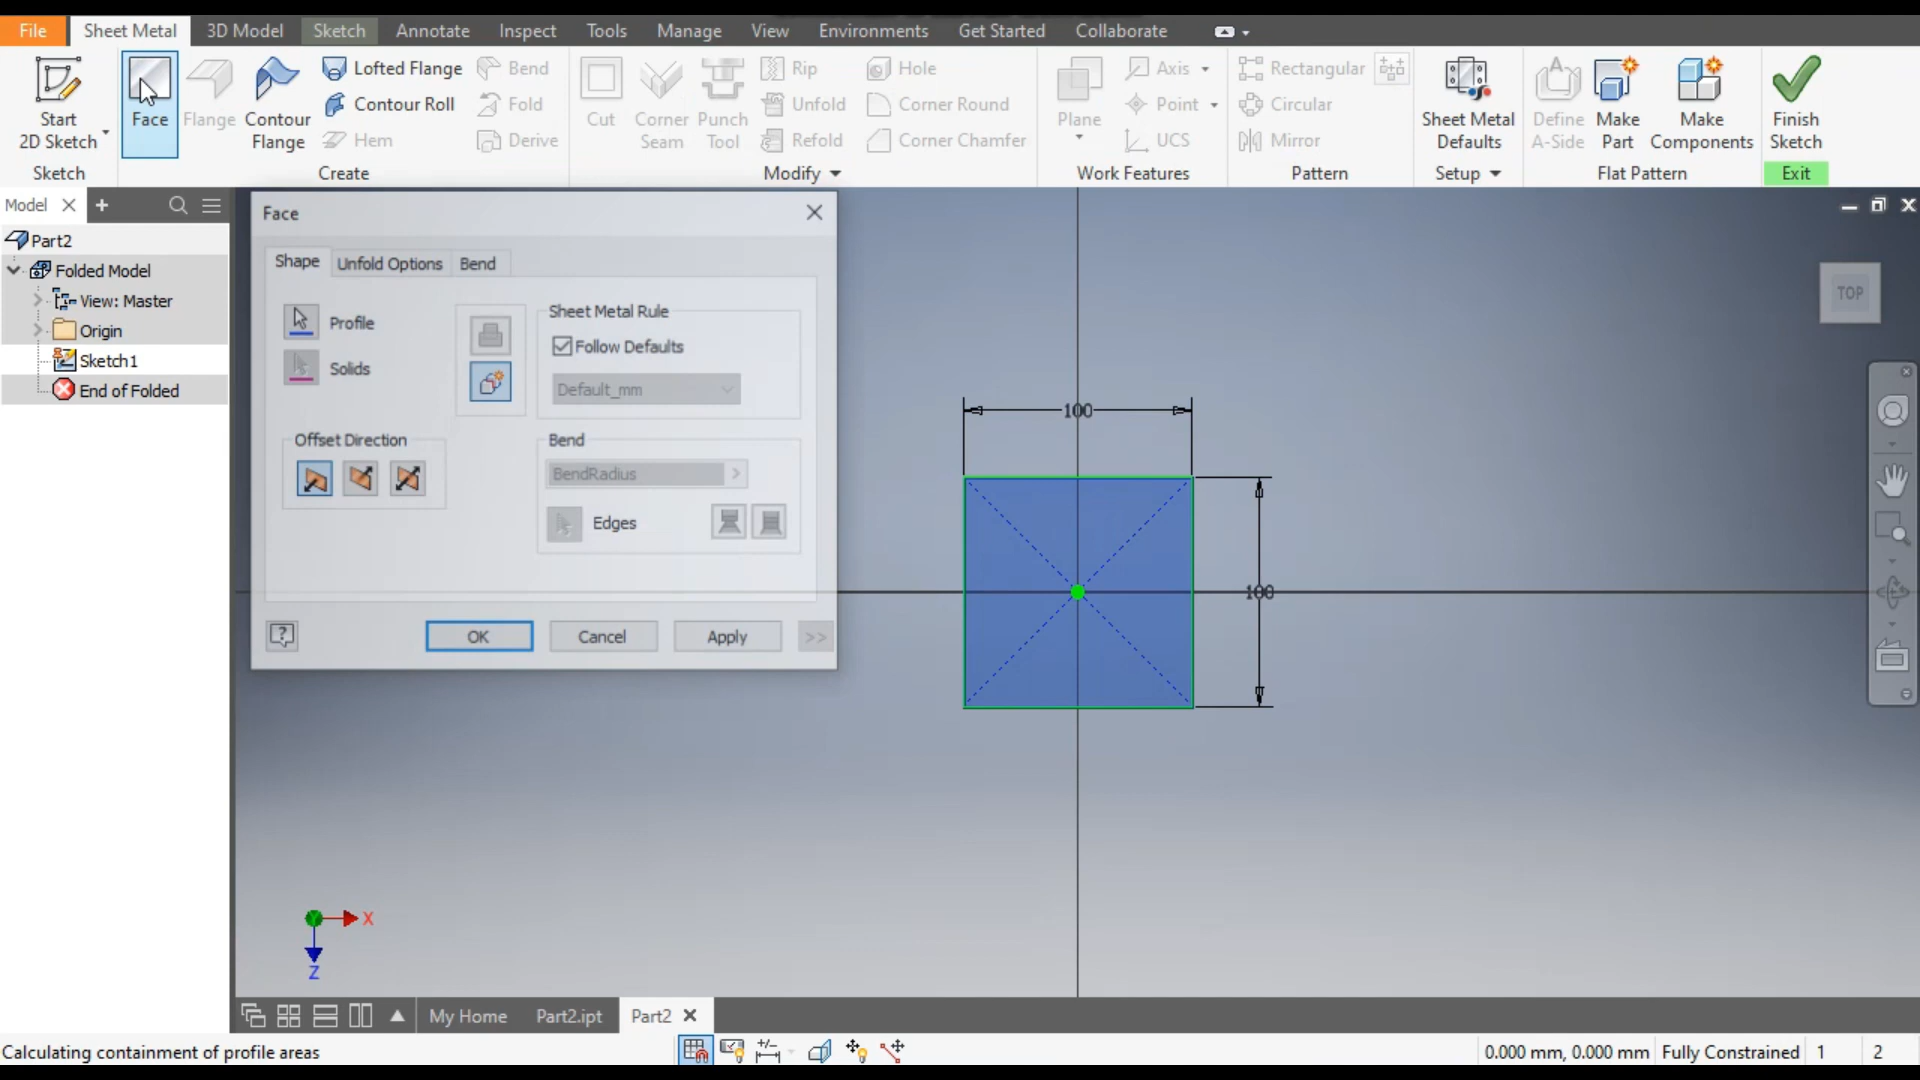 File Sheet Metal 3D Model Sketch Annotate Inspect Tools Manage View Environments Get Started Collaborate
Start
2D Sketch
Sketch
Face
Flange
Contour
Flange
Lofted Flange
Contour Roll
Hem
Bend
Fold
Derive
Create
Cut
Corner
Seam
Punch
Tool
Rip
Unfold
Refold
Hole
Corner Round
Corner Chamfer
Modify
Plane
Axis
Point
UCS
Work Features
Rectangular
Circular
Mirror
Pattern
Sheet Metal
Defaults
Setup
Define
A-Side
Make
Part
Make
Components
Flat Pattern
Finish
Sketch
Exit
Model
Part2
Folded Model
View: Master
Origin
Sketch1
End of Folded
Face
Shape Unfold Options Bend
Profile
Solids
Offset Direction
Sheet Metal Rule
Follow Defaults
Default_mm
Bend
BendRadius
Edges
OK Cancel Apply >>
100
100
TOP
X
Z
My Home Part2.ipt Part2
Calculating containment of profile areas
0.000 mm, 0.000 mm Fully Constrained 1 2